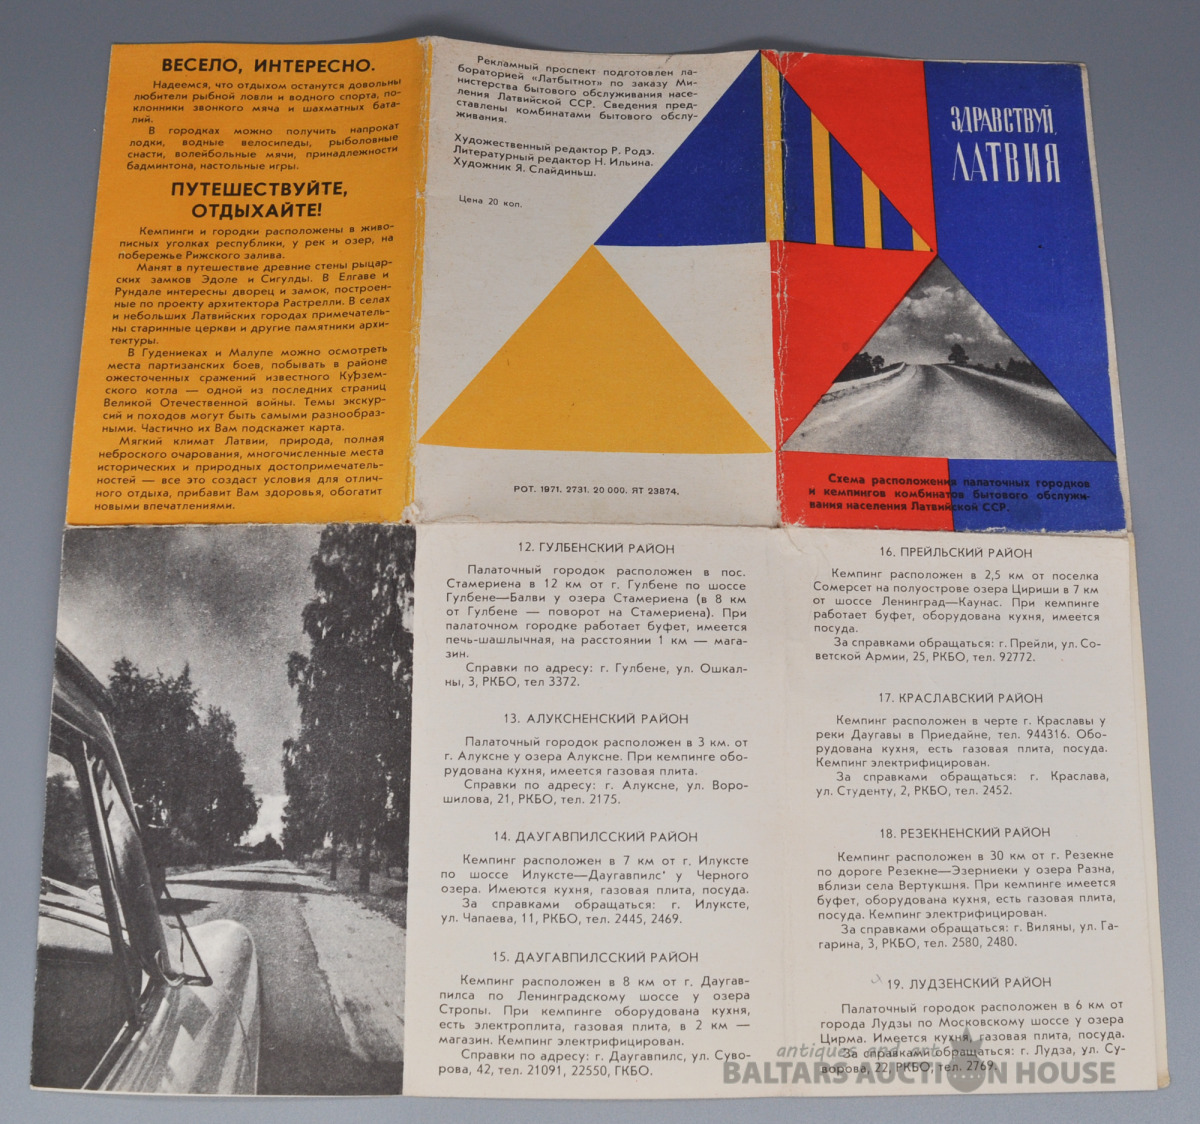 ВЕСЕЛО, ИНТЕРЕСНО.
Надеемся, что отдыхом останутся довольны
любители рыбной ловли и водного спорта, по-
клонники звонкого мяча и шахматных бата-
лий.
В городках можно получить напрокат
лодки, водные велосипеды, рыболовные
снасти, волейбольные мячи, принадлежности
бадминтона, настольные игры.
ПУТЕШЕСТВУЙТЕ,
ОТДЫХАЙТЕ!
Кемпинги и городки расположены в живо-
писных уголках республики, у рек и озер, на
побережье Рижского залива.
Манят в путешествие древние стены рыцар-
ских замков Эдоле и Сигулды. В Елгаве и
Рундале интересны дворец и замок, построен-
ные по проекту архитектора Растрелли. В селах
и небольших Латвийских городах примечатель-
ны старинные церкви и другие памятники архи-
тектуры.
В Гудениеках и Малупе можно осмотреть
места партизанских боев, побывать в районе
ожесточенных сражений известного Курзем-
ского котла — одной из последних страниц
Великой Отечественной войны. Темы экскур-
сий и походов могут быть самыми разнообраз-
ными. Частично их Вам подскажет карта.
Мягкий климат Латвии, природа, полная
неброского очарования, многочисленные места
исторических и природных достопримечатель-
ностей — все это создаст условия для отлич-
ного отдыха, прибавит Вам здоровья, обогатит
новыми впечатлениями.
Рекламный проспект подготовлен ла-
бораторией «Латбытнот» по заказу Ми-
нистерства бытового обслуживания насе-
ления Латвийской ССР. Сведения пред-
ставлены комбинатами бытового обслу-
живания.
Художественный редактор Р. Родэ.
Литературный редактор Н. Ильина.
Художник Я. Слайдиньш.
Цена 20 коп.
РОТ. 1971. 2731. 20 000. ЯТ 23874.
ЗДРАВСТВУЙ,
ЛАТВИЯ
Схема расположения палаточных городков
и кемпингов комбинатов бытового обслужи-
вания населения Латвийской ССР.
12. ГУЛБЕНСКИЙ РАЙОН
Палаточный городок расположен в пос.
Стамериена в 12 км от г. Гулбене по шоссе
Гулбене—Балви у озера Стамериена (в 8 км
от Гулбене — поворот на Стамериена). При
палаточном городке работает буфет, имеется
печь-шашлычная, на расстоянии 1 км — мага-
зин.
Справки по адресу: г. Гулбене, ул. Ошкал-
ны, 3, РКБО, тел 3372.
13. АЛУКСНЕНСКИЙ РАЙОН
Палаточный городок расположен в 3 км. от
г. Алуксне у озера Алуксне. При кемпинге обо-
рудована кухня, имеется газовая плита.
Справки по адресу: г. Алуксне, ул. Воро-
шилова, 21, РКБО, тел. 2175.
14. ДАУГАВПИЛССКИЙ РАЙОН
Кемпинг расположен в 7 км от г. Илуксте
по шоссе Илуксте—Даугавпилс у Черного
озера. Имеются кухня, газовая плита, посуда.
За справками обращаться: г. Илуксте,
ул. Чапаева, 11, РКБО, тел. 2445, 2469.
15. ДАУГАВПИЛССКИЙ РАЙОН
Кемпинг расположен в 8 км от г. Даугав-
пилса по Ленинградскому шоссе у озера
Стропы. При кемпинге оборудована кухня,
есть электроплита, газовая плита, в 2 км —
магазин. Кемпинг электрифицирован.
Справки по адресу: г. Даугавпилс, ул. Суво-
рова, 42, тел. 21091, 22550, ГКБО.
16. ПРЕЙЛЬСКИЙ РАЙОН
Кемпинг расположен в 2,5 км от поселка
Сомерсет на полуострове озера Цириши в 7 км
от шоссе Ленинград—Каунас. При кемпинге
работает буфет, оборудована кухня, имеется
посуда.
За справками обращаться: г. Прейли, ул. Со-
ветской Армии, 25, РКБО, тел. 92772.
17. КРАСЛАВСКИЙ РАЙОН
Кемпинг расположен в черте г. Краславы у
реки Даугавы в Приедайне, тел. 944316. Обо-
рудована кухня, есть газовая плита, посуда.
Кемпинг электрифицирован.
За справками обращаться: г. Краслава,
ул. Студенту, 2, РКБО, тел. 2452.
18. РЕЗЕКНЕНСКИЙ РАЙОН
Кемпинг расположен в 30 км от г. Резекне
по дороге Резекне—Эзерниеки у озера Разна,
вблизи села Вертукшня. При кемпинге имеется
буфет, оборудована кухня, есть газовая плита,
посуда. Кемпинг электрифицирован.
За справками обращаться: г. Виляны, ул. Га-
гарина, 3, РКБО, тел. 2580, 2480.
19. ЛУДЗЕНСКИЙ РАЙОН
Палаточный городок расположен в 6 км от
города Лудзы по Московскому шоссе у озера
Цирма. Имеется кухня, газовая плита, посуда.
За справками обращаться: г. Лудза, ул. Су-
ворова, 22, РКБО, тел. 2769.
antiques and art
BALTARS AUCTION HOUSE